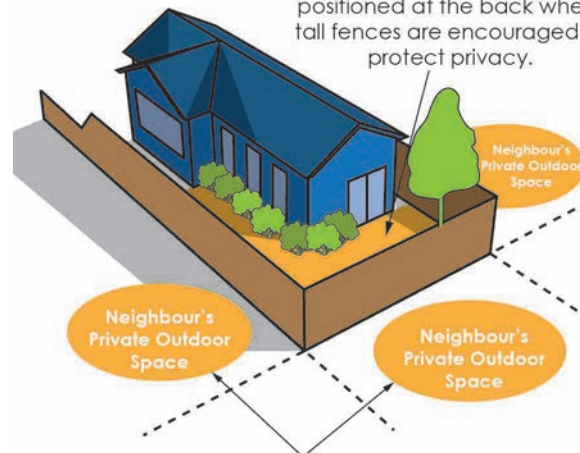 positioned at the back whe
tall fences are encouraged
protect privacy.
Neighbour's
Private Outdoor
Space
Neighbour's
Private Outdoor
Space
Neighbour's
Private Outdoor
Space